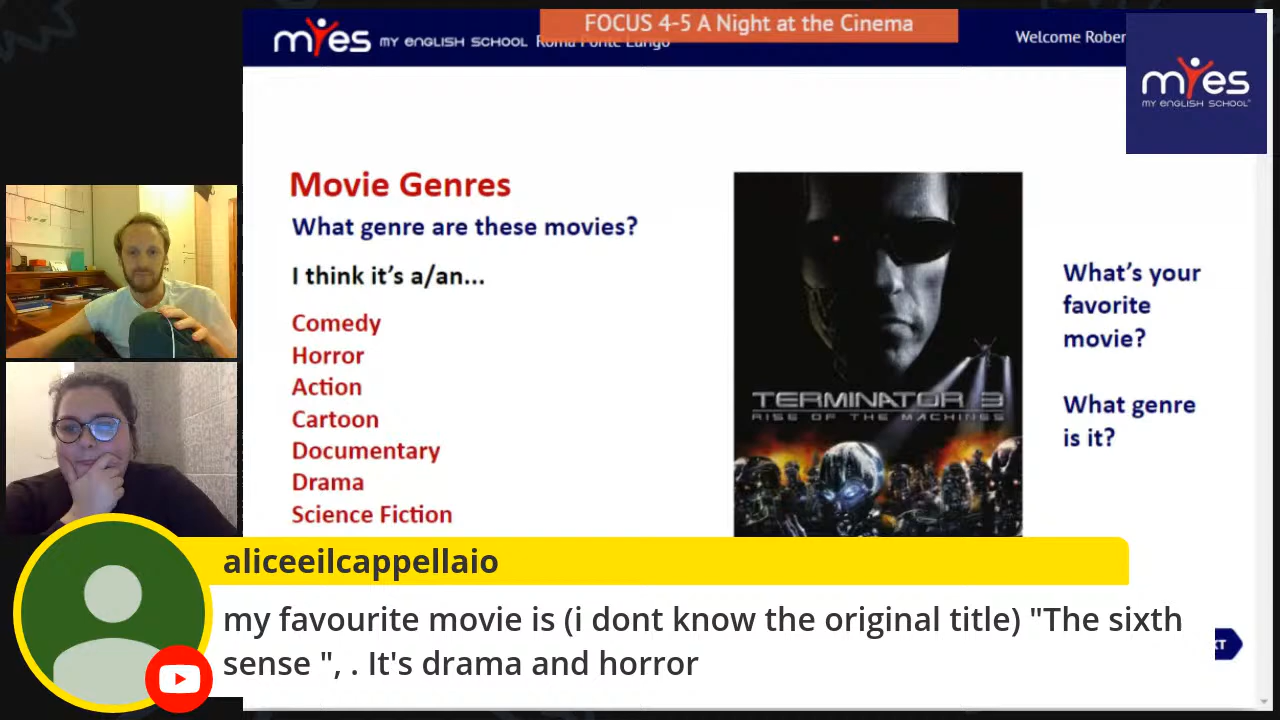 FOCUS 4-5 A Night at the Cinema
myes MY ENGLISH SCHOOL Roma Ponte Lungo
Welcome Rober
myes
MY ENGLISH SCHOOL
Movie Genres
What genre are these movies?
I think it's a/an...
Comedy
Horror
Action
Cartoon
Documentary
Drama
Science Fiction
TERMINATOR 3
RISE OF THE MACHINES
What's your
favorite
movie?
What genre
is it?
aliceeilcappellaio
my favourite movie is (i dont know the original title) "The sixth
sense ", . It's drama and horror